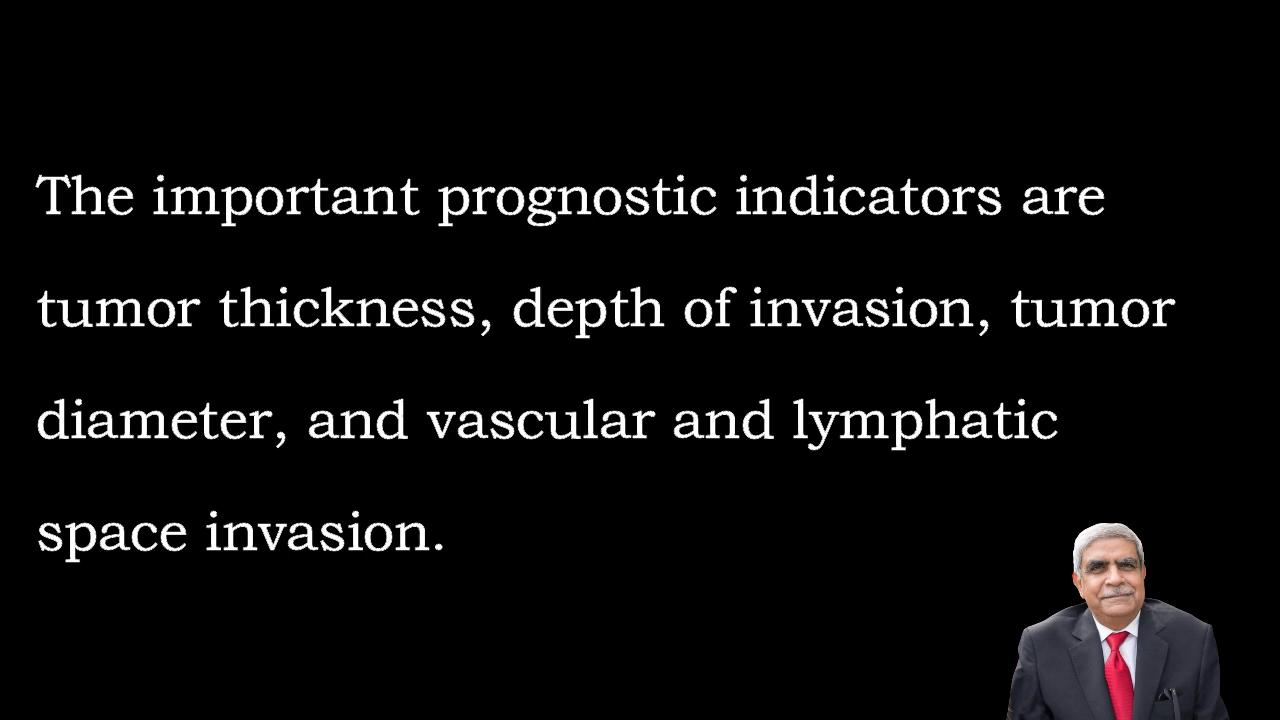 The important prognostic indicators are
tumor thickness, depth of invasion, tumor
diameter, and vascular and lymphatic
space invasion.